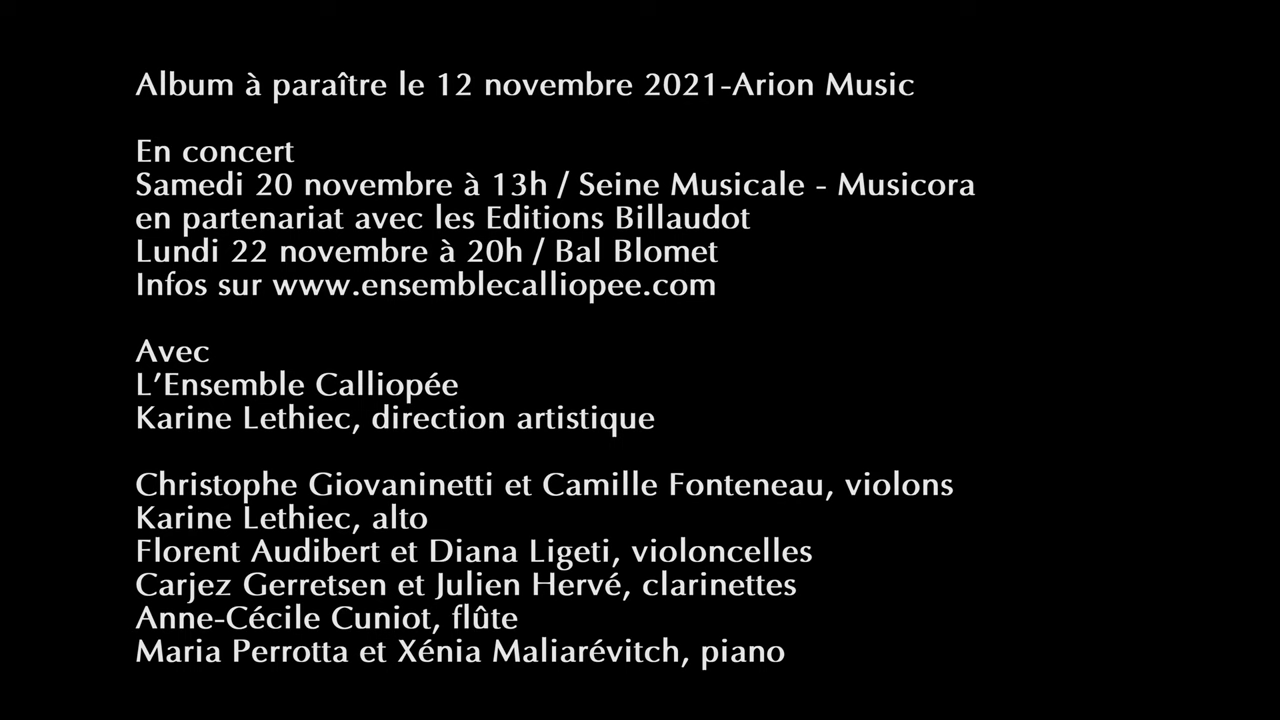 Album à paraître le 12 novembre 2021-Arion Music
En concert
Samedi 20 novembre à 13h / Seine Musicale - Musicora
en partenariat avec les Editions Billaudot
Lundi 22 novembre à 20h / Bal Blomet
Infos sur www.ensemblecalliopee.com
Avec
L’Ensemble Calliopée
Karine Lethiec, direction artistique
Christophe Giovaninetti et Camille Fonteneau, violons
Karine Lethiec, alto
Florent Audibert et Diana Ligeti, violoncelles
Carjez Gerretsen et Julien Hervé, clarinettes
Anne-Cécile Cuniot, flûte
Maria Perrotta et Xénia Maliarévitch, piano